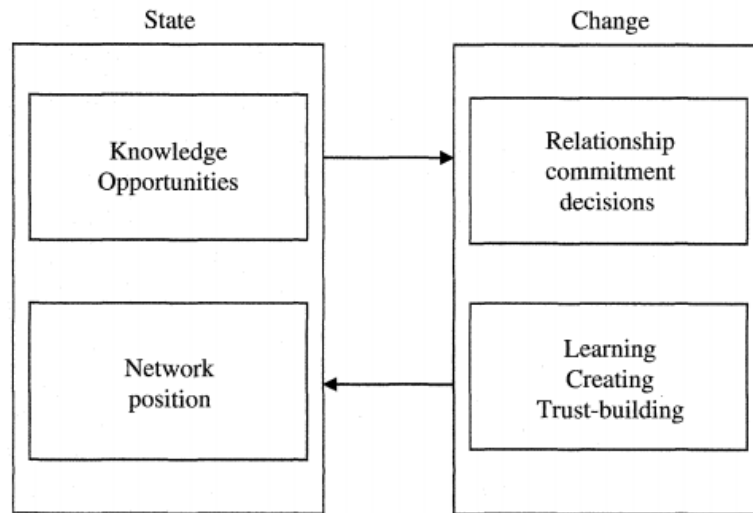 State
Change
Knowledge
Opportunities
Relationship
commitment
decisions
Network
position
Learning
Creating
Trust-building